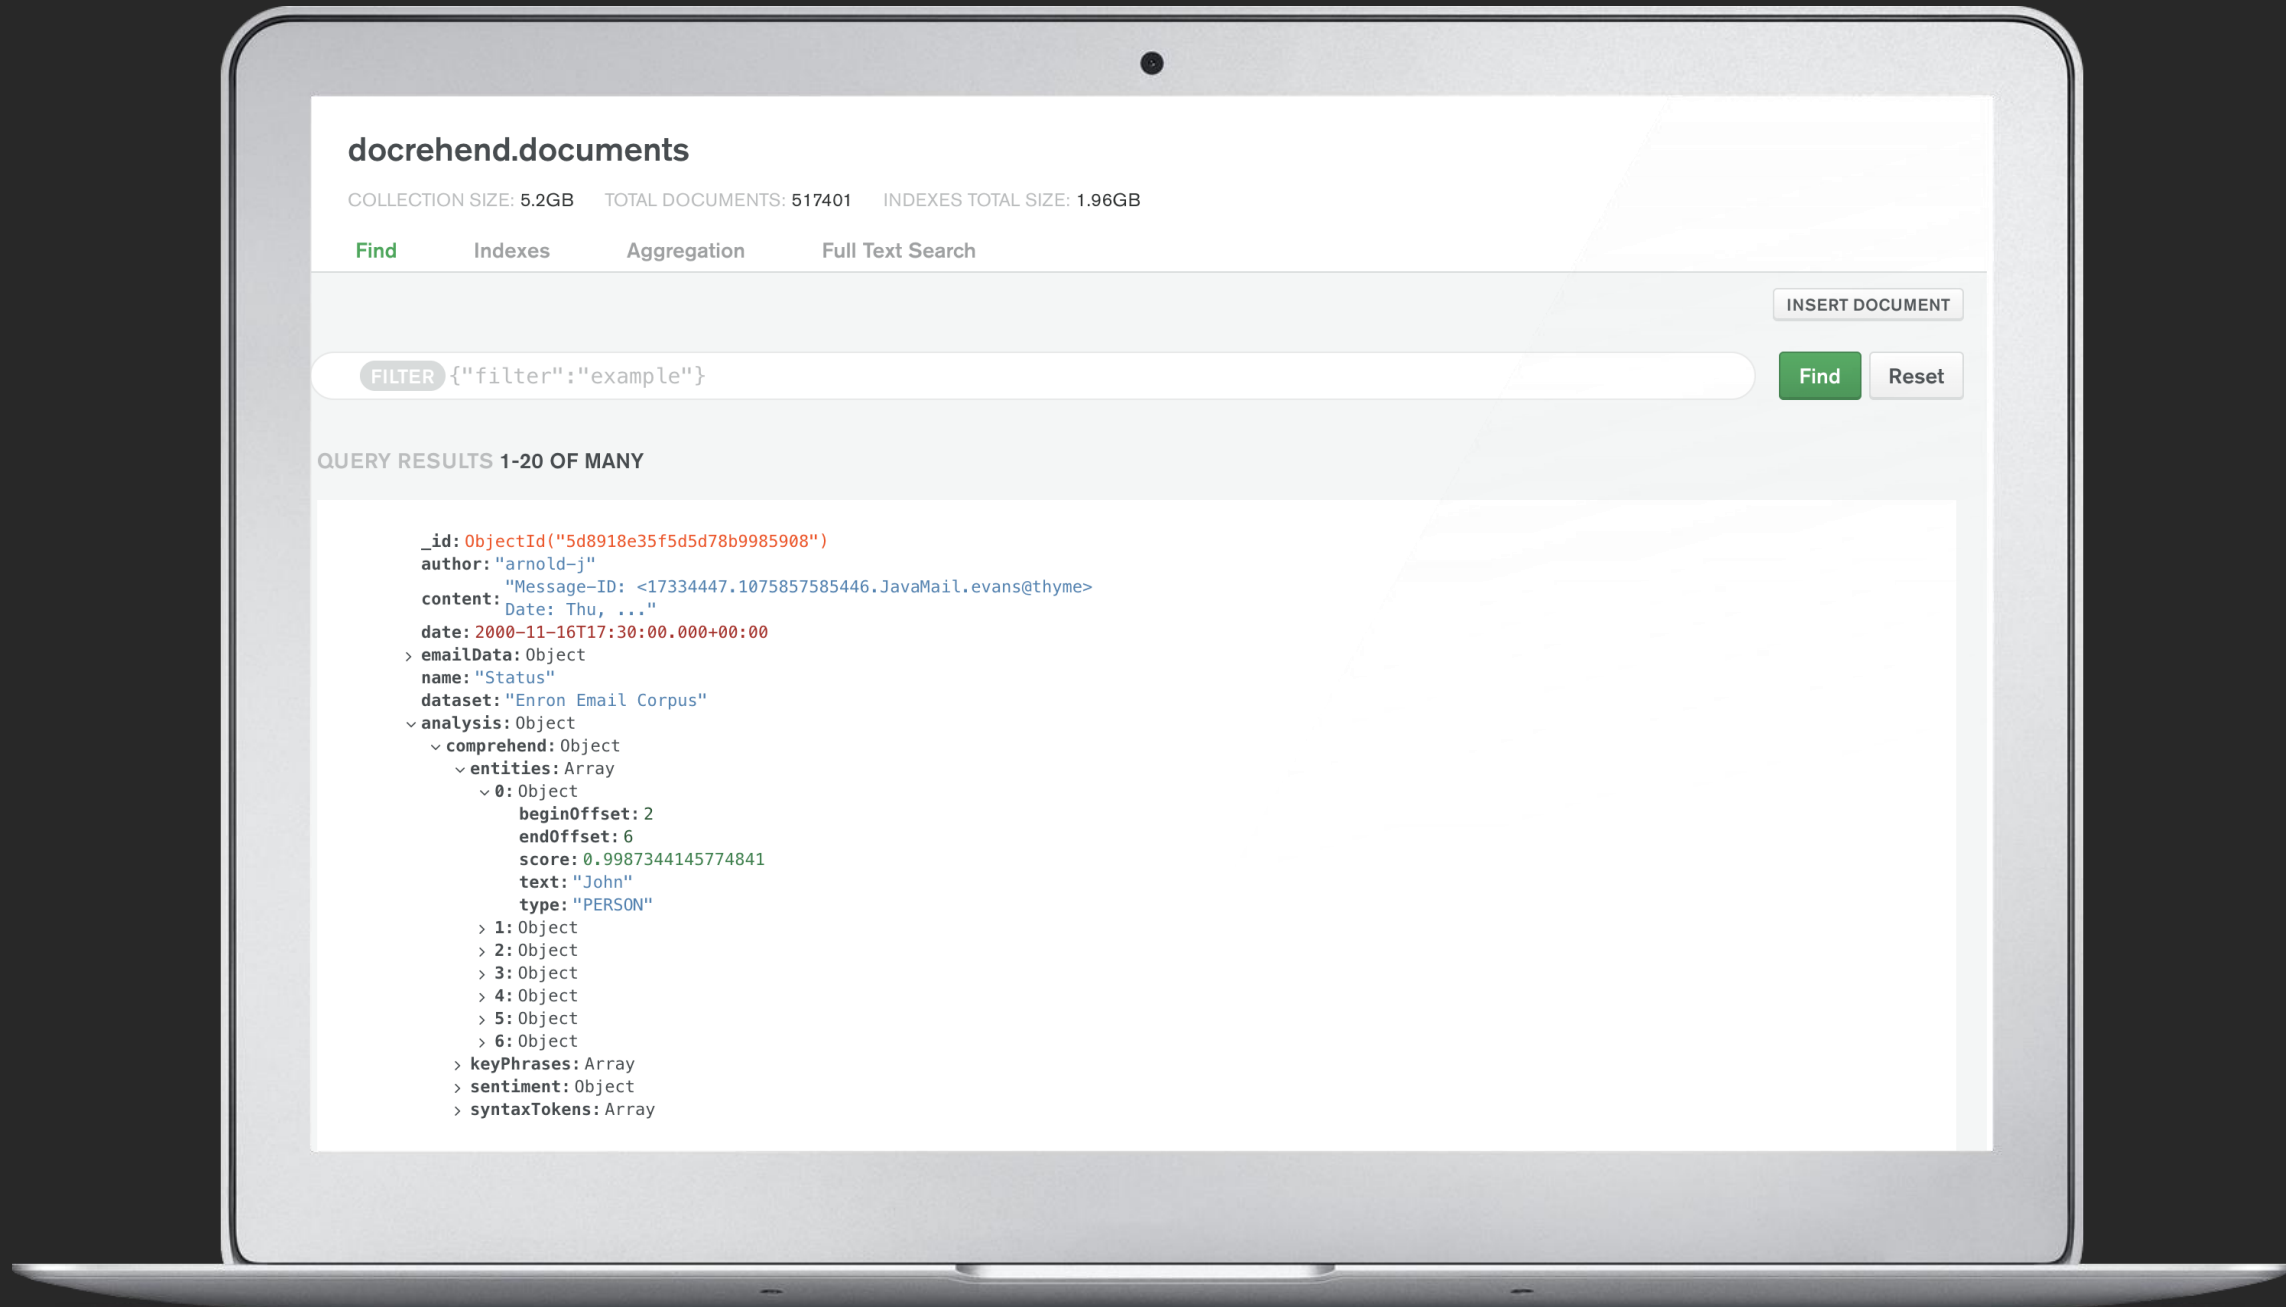 docrehend.documents
COLLECTION SIZE: 5.2GB TOTAL DOCUMENTS: 517401 INDEXES TOTAL SIZE: 1.96GB
Find Indexes Aggregation Full Text Search
INSERT DOCUMENT
FILTER {"filter":"example"} Find Reset
QUERY RESULTS 1-20 OF MANY
_id: ObjectId("5d8918e35f5d5d78b9985908")
author: "arnold-j"
content: "Message-ID: <17334447.1075857585446.JavaMail.evans@thyme>
Date: Thu, ..."
date: 2000-11-16T17:30:00.000+00:00
emailData: Object
name: "Status"
dataset: "Enron Email Corpus"
analysis: Object
comprehend: Object
entities: Array
0: Object
beginOffset: 2
endOffset: 6
score: 0.9987344145774841
text: "John"
type: "PERSON"
1: Object
2: Object
3: Object
4: Object
5: Object
6: Object
keyPhrases: Array
sentiment: Object
syntaxTokens: Array